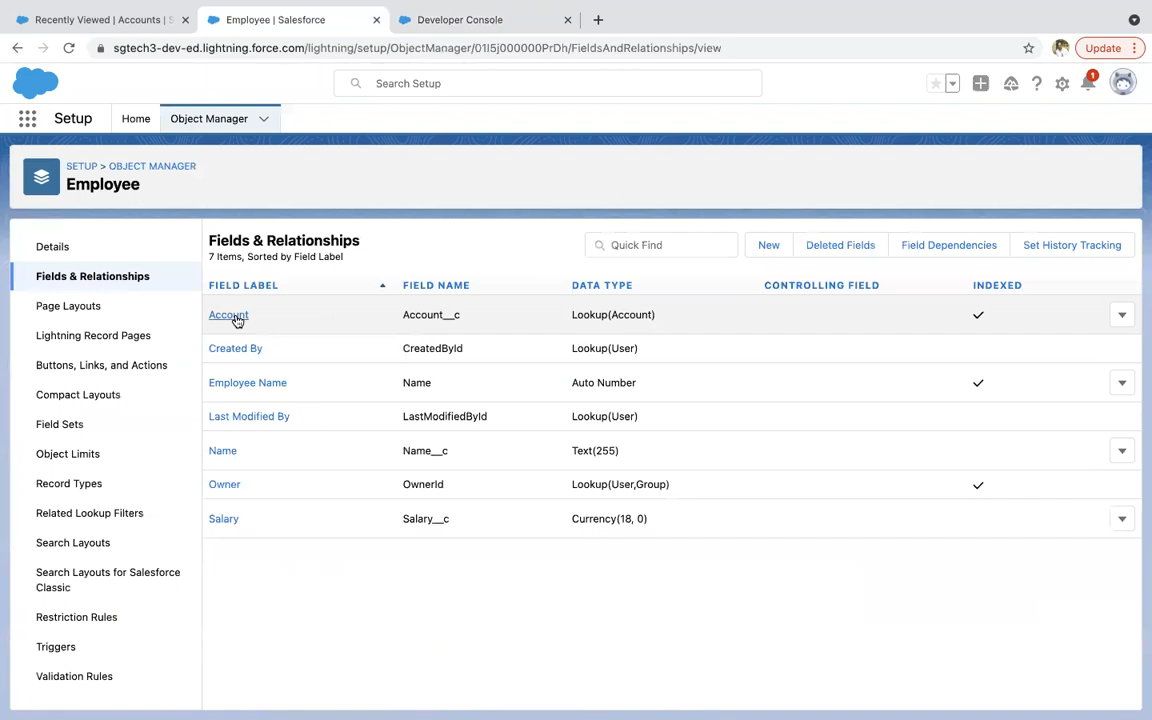 Recently Viewed | Accounts | S
Employee | Salesforce
Developer Console
sgtech3-dev-ed.lightning.force.com/lightning/setup/ObjectManager/01I5j000000PrDh/FieldsAndRelationships/view
Update
Search Setup
1
Setup
Home
Object Manager
SETUP > OBJECT MANAGER
Employee
Details
Fields & Relationships
Page Layouts
Lightning Record Pages
Buttons, Links, and Actions
Compact Layouts
Field Sets
Object Limits
Record Types
Related Lookup Filters
Search Layouts
Search Layouts for Salesforce
Classic
Restriction Rules
Triggers
Validation Rules
Fields & Relationships
7 Items, Sorted by Field Label
Quick Find
New
Deleted Fields
Field Dependencies
Set History Tracking
FIELD LABEL FIELD NAME DATA TYPE CONTROLLING FIELD INDEXED
Account Account__c Lookup(Account)
Created By CreatedById Lookup(User)
Employee Name Name Auto Number
Last Modified By LastModifiedById Lookup(User)
Name Name__c Text(255)
Owner OwnerId Lookup(User,Group)
Salary Salary__c Currency(18, 0)